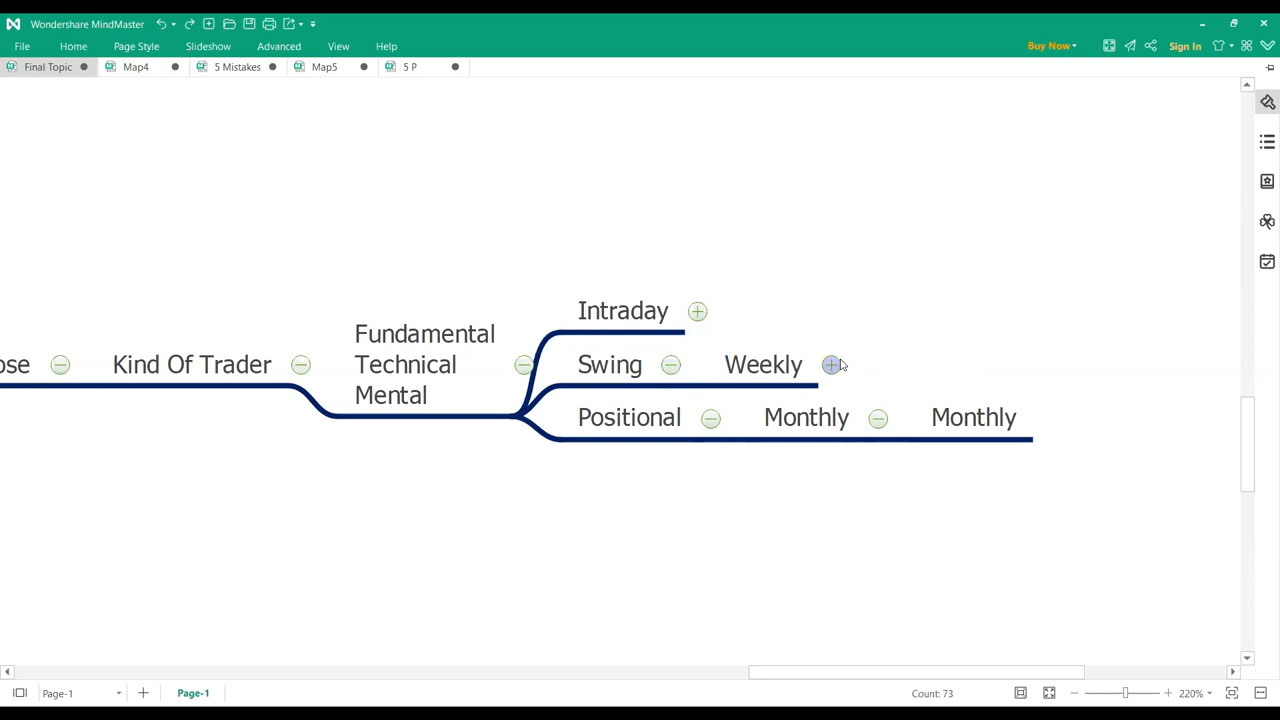 Wondershare MindMaster
File Home Page Style Slideshow Advanced View Help Buy Now Sign In
Final Topic Map4 5 Mistakes Map5 5 P
Intraday
Fundamental
Technical
Mental
ose Kind Of Trader Swing Weekly
Positional Monthly Monthly
Page-1 Page-1 Count: 73 220%